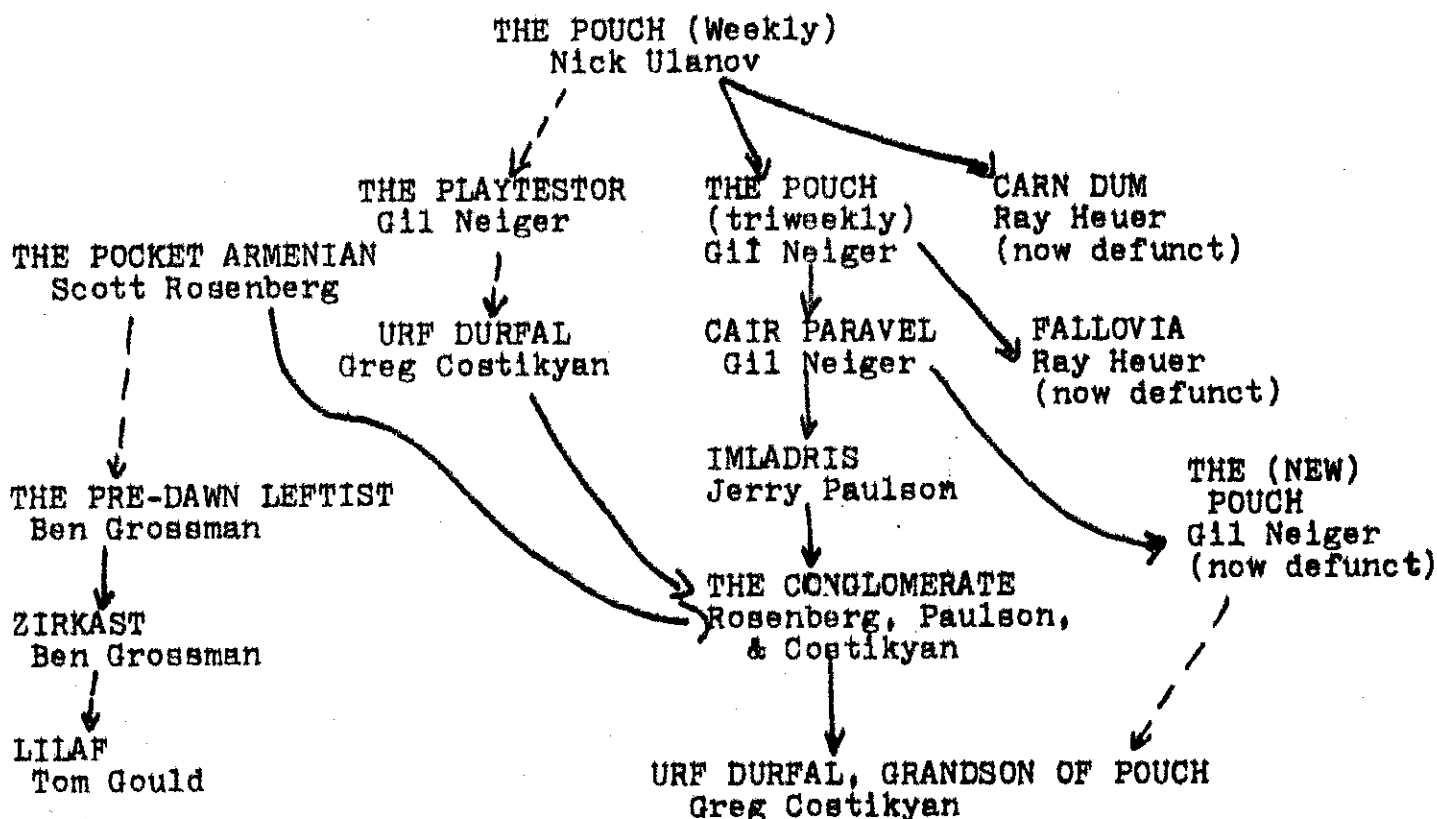 THE POUCH (Weekly)
Nick Ulanov
THE PLAYTESTOR
Gil Neiger
THE POUCH
(triweekly)
Gil Neiger
CARN DUM
Ray Heuer
(now defunct)
THE POCKET ARMENIAN
Scott Rosenberg
URF DURFAL
Greg Costikyan
CAIR PARAVEL
Gil Neiger
FALLOVIA
Ray Heuer
(now defunct)
IMLADRIS
Jerry Paulson
THE (NEW)
POUCH
Gil Neiger
(now defunct)
THE PRE-DAWN LEFTIST
Ben Grossman
THE CONGLOMERATE
Rosenberg, Paulson,
& Costikyan
ZIRKAST
Ben Grossman
LILAF
Tom Gould
URF DURFAL, GRANDSON OF POUCH
Greg Costikyan